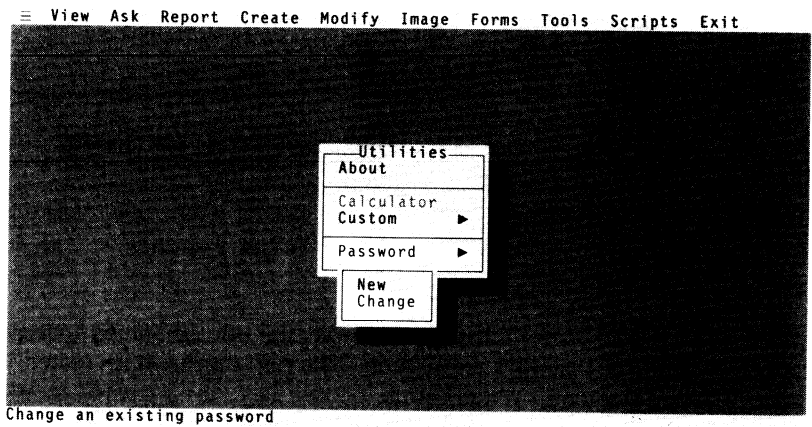 ≡ View Ask Report Create Modify Image Forms Tools Scripts Exit
Utilities
About
Calculator
Custom ►
Password ►
New
Change
Change an existing password